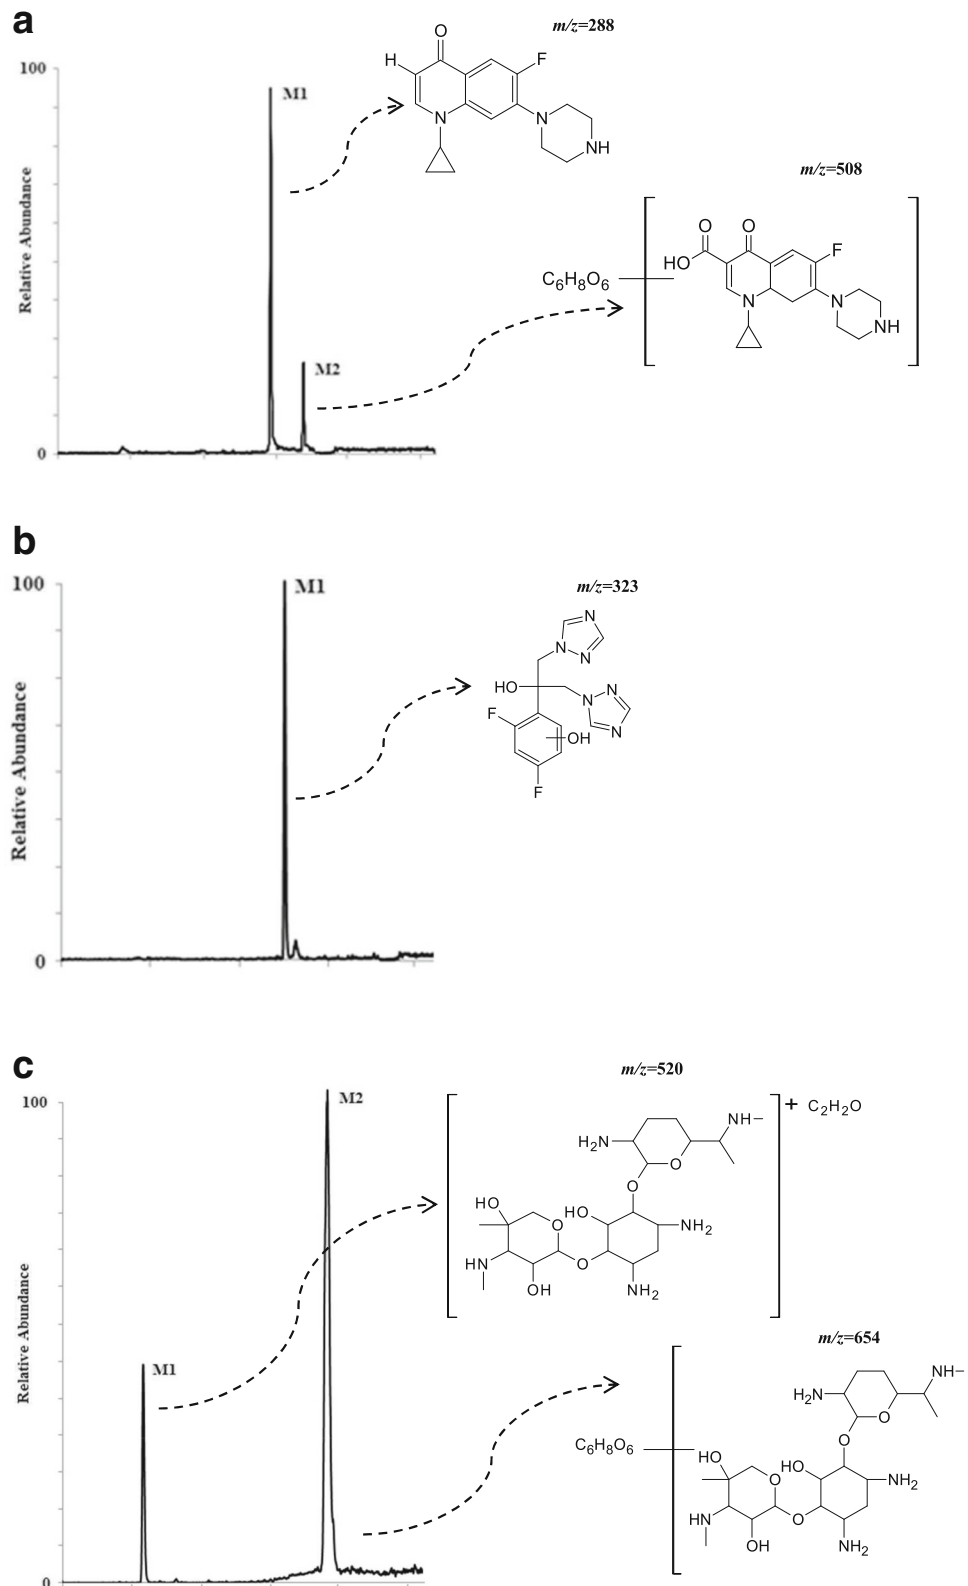 a
m/z=288
100
M1
O
H
F
N
N
NH
m/z=508
O
O
HO
F
C6H8O6
N
N
NH
M2
Relative Abundance
0
b
100
M1
m/z=323
N
N
N
HO
N
N
N
F
OH
F
Relative Abundance
0
c
m/z=520
100
M2
+ C2H2O
NH
H2N
O
O
HO
HO
O
NH2
HN
O
OH
NH2
Relative Abundance
M1
m/z=654
NH
H2N
O
O
C6H8O6
HO
HO
O
NH2
HN
O
OH
NH2
0